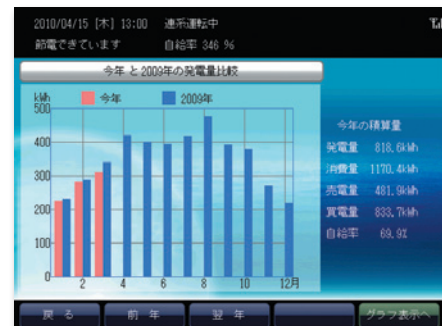 2010/04/15 [木] 13:00 連系運転中
節電できています 自給率 346 %
今年 と 2009年の発電量比較
kWh
今年 2009年
500
400
300
200
100
0
2 4 6 8 10 12月
今年の積算量
発電量 818.6kWh
消費量 1170.4kWh
売電量 481.9kWh
買電量 833.7kWh
自給率 69.9%
戻 る 前 年 翌 年 グラフ表示へ